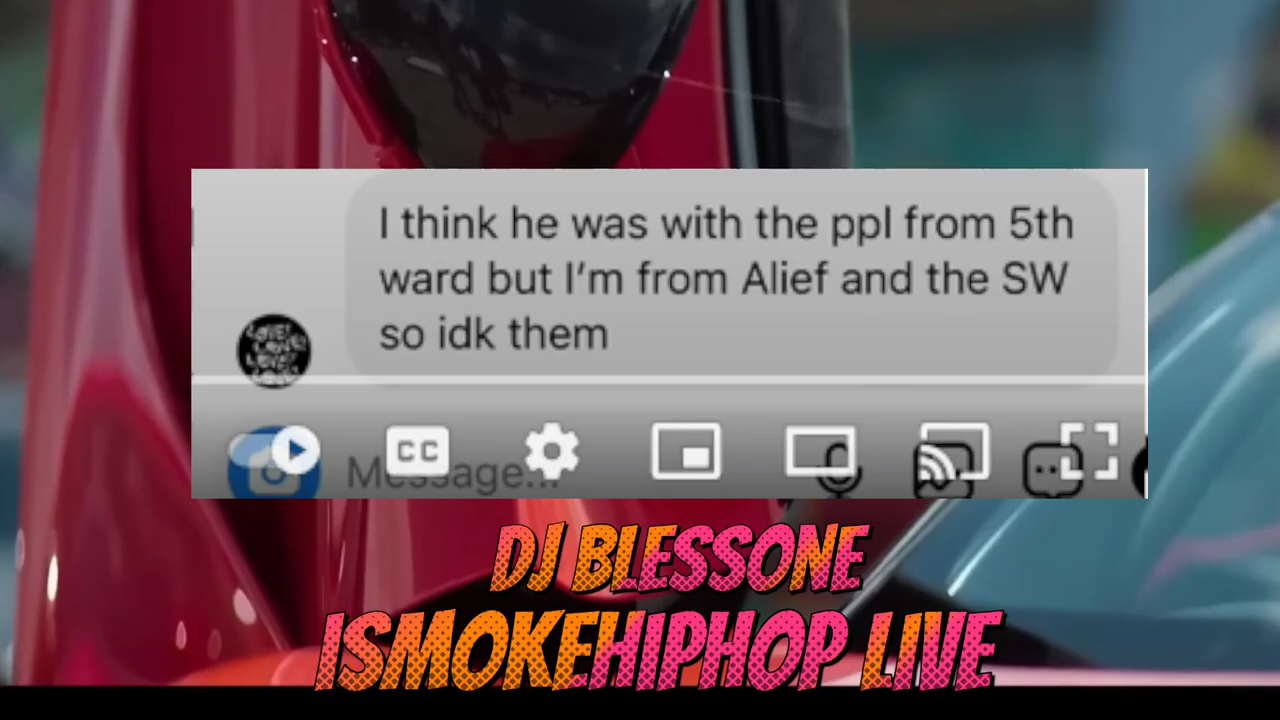 I think he was with the ppl from 5th
ward but I’m from Alief and the SW
so idk them
CC
Message...
DJ BLESSONE
ISMOKEHIPHOP LIVE